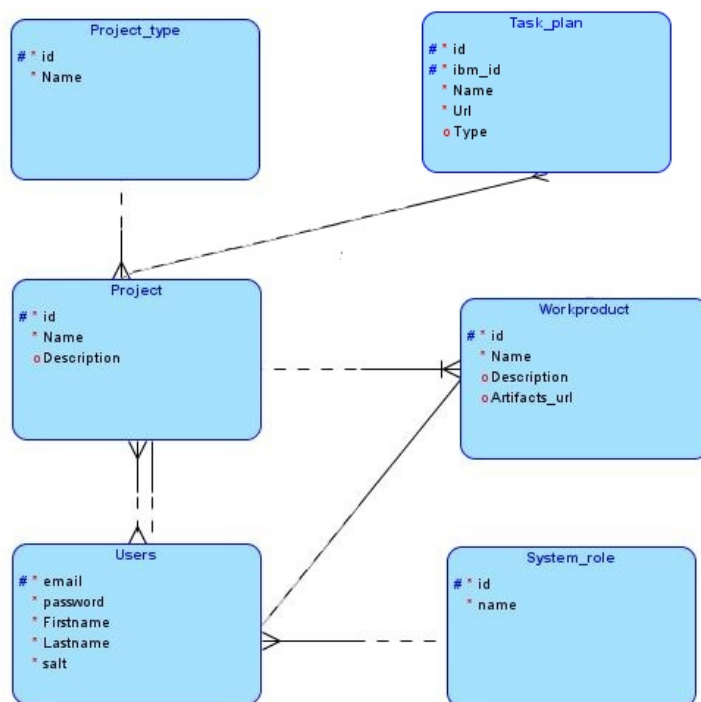 Project_type
# * id
* Name
Task_plan
# * id
# * ibm_id
* Name
* Url
o Type
Project
# * id
* Name
o Description
Workproduct
# * id
* Name
o Description
o Artifacts_url
Users
# * email
* password
* Firstname
* Lastname
* salt
System_role
# * id
* name